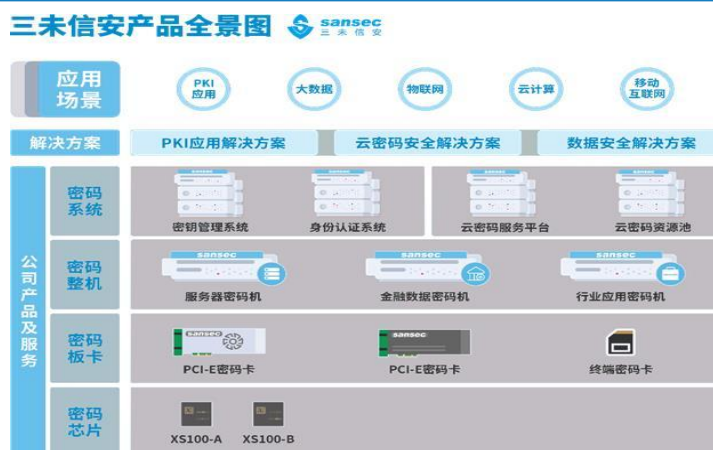 三未信安产品全景图
sansec
三未信安
应用
场景
PKI
应用
大数据
物联网
云计算
移动
互联网
解决方案
PKI应用解决方案
云密码安全解决方案
数据安全解决方案
公司产品及服务
密码
系统
密钥管理系统
身份认证系统
云密码服务平台
云密码资源池
密码
整机
sansec
sansec
sansec
服务器密码机
金融数据密码机
行业应用密码机
密码
板卡
sansec
sansec
PCI-E密码卡
PCI-E密码卡
终端密码卡
密码
芯片
XS100-A
XS100-B